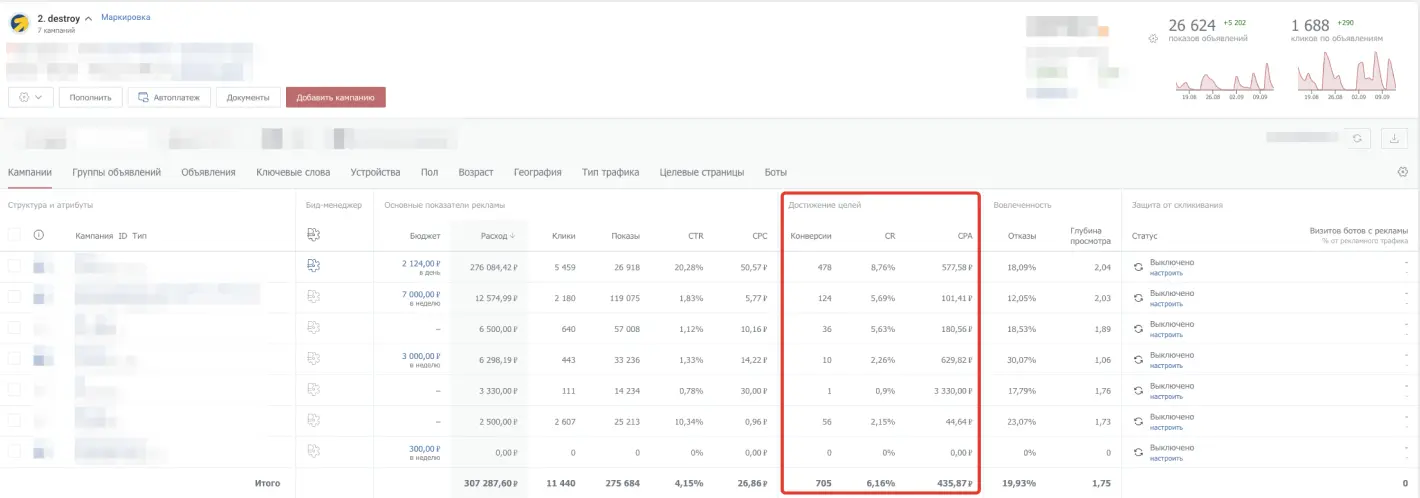 2. destroy Маркировка
7 кампаний
26 624 +5 202
показов объявлений
1 688 +290
кликов по объявлениям
19.08 26.08 02.09 09.09
19.08 26.08 02.09 09.09
Пополнить Автоплатеж Документы Добавить кампанию
Кампании Группы объявлений Объявления Ключевые слова Устройства Пол Возраст География Тип трафика Целевые страницы Боты
Структура и атрибуты Бид-менеджер Основные показатели рекламы Достижение целей Вовлеченность Защита от скликивания
Кампания ID Тип Бюджет Расход↓ Клики Показы CTR CPC Конверсии CR CPA Отказы Глубина просмотра Статус Визитов ботов с рекламы
% от рекламного трафика
2 124,00 ₽ 276 084,42 ₽ 5 459 26 918 20,28% 50,57 ₽ 478 8,76% 577,58 ₽ 18,09% 2,04 Выключено -
в день настроить -
7 000,00 ₽ 12 574,99 ₽ 2 180 119 075 1,83% 5,77 ₽ 124 5,69% 101,41 ₽ 12,05% 2,03 Выключено -
в неделю настроить -
– 6 500,00 ₽ 640 57 008 1,12% 10,16 ₽ 36 5,63% 180,56 ₽ 18,53% 1,89 Выключено -
настроить -
3 000,00 ₽ 6 298,19 ₽ 443 33 236 1,33% 14,22 ₽ 10 2,26% 629,82 ₽ 30,07% 1,06 Выключено -
в неделю настроить -
– 3 330,00 ₽ 111 14 234 0,78% 30,00 ₽ 1 0,9% 3 330,00 ₽ 17,79% 1,76 Выключено -
настроить -
– 2 500,00 ₽ 2 607 25 213 10,34% 0,96 ₽ 56 2,15% 44,64 ₽ 23,07% 1,73 Выключено -
настроить -
300,00 ₽ 0,00 ₽ 0 0 0% 0,00 ₽ 0 0% 0,00 ₽ 0% 0 Выключено -
в неделю настроить -
Итого 307 287,60 ₽ 11 440 275 684 4,15% 26,86 ₽ 705 6,16% 435,87 ₽ 19,93% 1,75 0